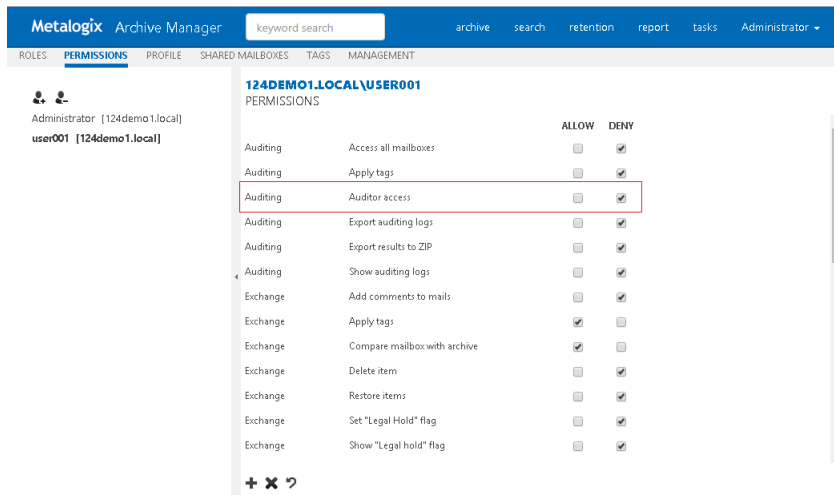 Metalogix Archive Manager keyword search archive search retention report tasks Administrator
ROLES PERMISSIONS PROFILE SHARED MAILBOXES TAGS MANAGEMENT
Administrator [124demo1.local]
user001 [124demo1.local]
124DEMO1.LOCAL\USER001
PERMISSIONS
ALLOW DENY
Auditing Access all mailboxes
Auditing Apply tags
Auditing Auditor access
Auditing Export auditing logs
Auditing Export results to ZIP
Auditing Show auditing logs
Exchange Add comments to mails
Exchange Apply tags
Exchange Compare mailbox with archive
Exchange Delete item
Exchange Restore items
Exchange Set "Legal Hold" flag
Exchange Show "Legal hold" flag